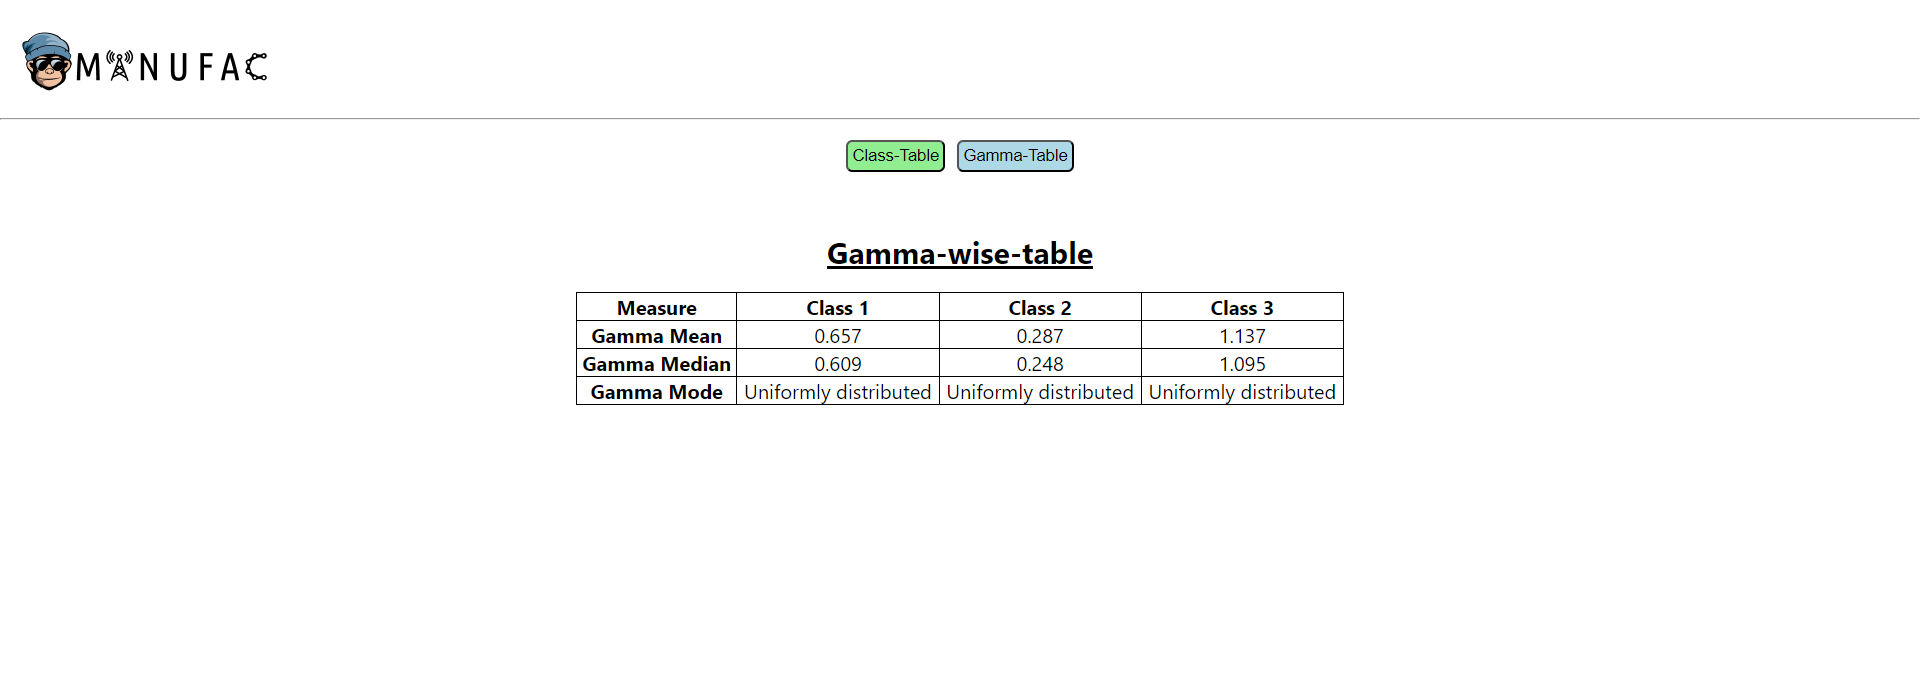 MANUFAC
Class-Table Gamma-Table
Gamma-wise-table
Measure Class 1 Class 2 Class 3
Gamma Mean 0.657 0.287 1.137
Gamma Median 0.609 0.248 1.095
Gamma Mode Uniformly distributed Uniformly distributed Uniformly distributed